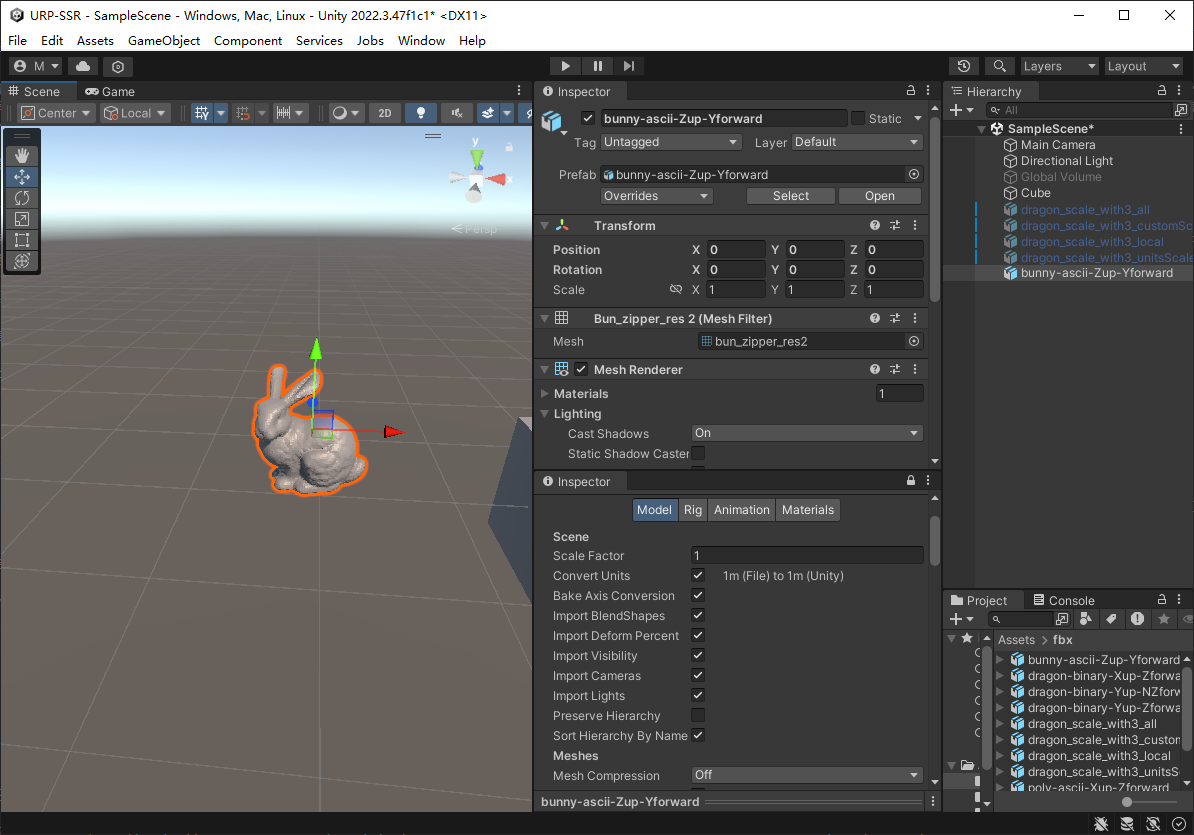 URP-SSR - SampleScene - Windows, Mac, Linux - Unity 2022.3.47f1c1* <DX11>
File Edit Assets GameObject Component Services Jobs Window Help
M
Layers
Layout
Scene
Game
Center
Local
2D
y
x
Persp
Inspector
bunny-ascii-Zup-Yforward
Static
Tag Untagged
Layer Default
Prefab bunny-ascii-Zup-Yforward
Overrides
Select
Open
Transform
Position X 0 Y 0 Z 0
Rotation X 0 Y 0 Z 0
Scale X 1 Y 1 Z 1
Bun_zipper_res 2 (Mesh Filter)
Mesh bun_zipper_res2
Mesh Renderer
Materials 1
Lighting
Cast Shadows On
Static Shadow Caster
Inspector
Model Rig Animation Materials
Scene
Scale Factor 1
Convert Units 1m (File) to 1m (Unity)
Bake Axis Conversion
Import BlendShapes
Import Deform Percent
Import Visibility
Import Cameras
Import Lights
Preserve Hierarchy
Sort Hierarchy By Name
Meshes
Mesh Compression Off
bunny-ascii-Zup-Yforward
Hierarchy
All
SampleScene*
Main Camera
Directional Light
Global Volume
Cube
dragon_scale_with3_all
dragon_scale_with3_customSc
dragon_scale_with3_local
dragon_scale_with3_unitsScale
bunny-ascii-Zup-Yforward
Project
Console
Assets > fbx
bunny-ascii-Zup-Yforward
dragon-binary-Xup-Zforwa
dragon-binary-Yup-NZforw
dragon-binary-Yup-Zforwa
dragon_scale_with3_all
dragon_scale_with3_custon
dragon_scale_with3_local
dragon_scale_with3_unitsS
poly-ascii-Xup-Zforward